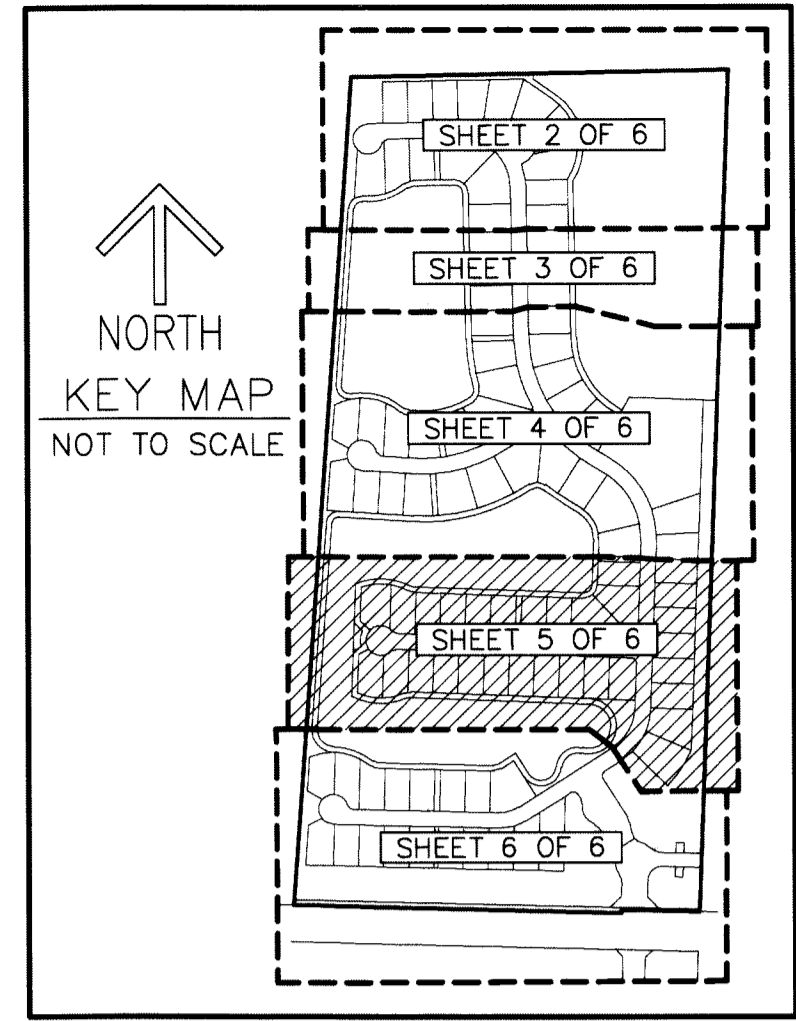 SHEET 2 OF 6
SHEET 3 OF 6
NORTH
KEY MAP
NOT TO SCALE
SHEET 4 OF 6
SHEET 5 OF 6
SHEET 6 OF 6